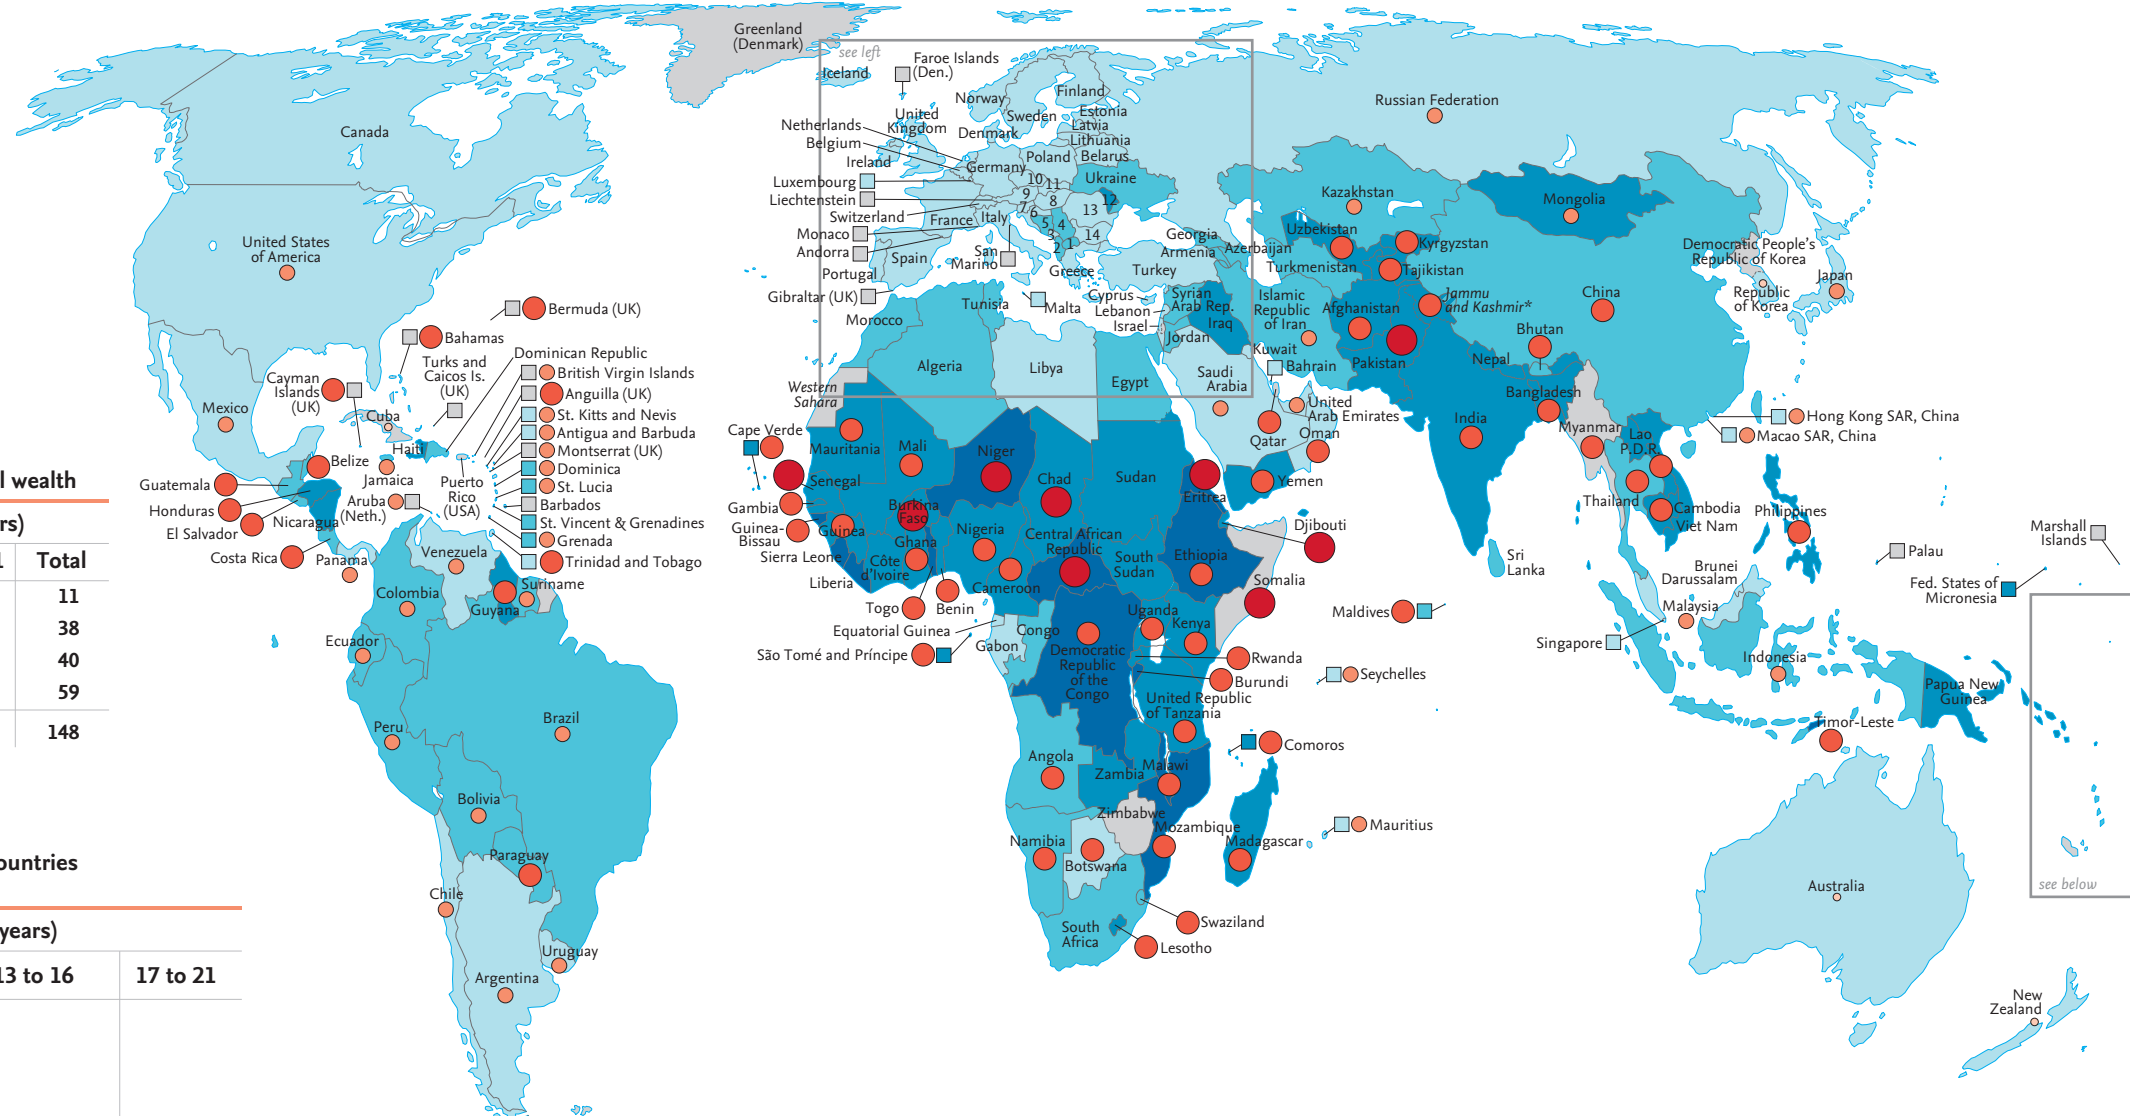 Greenland
(Denmark)
see left
Iceland
Faroe Islands
(Den.)
Norway
Finland
Sweden
Estonia
Latvia
Lithuania
Belarus
United
Kingdom
Denmark
Netherlands
Belgium
Ireland
Germany
Poland
Ukraine
Luxembourg
Liechtenstein
Switzerland
France
Italy
Monaco
Andorra
Portugal
Spain
San
Marino
Gibraltar (UK)
Greece
Turkey
Georgia
Armenia
Azerbaijan
Malta
Cyprus
Lebanon
Israel
Syrian
Arab Rep.
Iraq
Jordan
10
11
9
8
12
7
6
13
5
4
3
14
2
1
Russian Federation
Kazakhstan
Mongolia
Uzbekistan
Kyrgyzstan
Turkmenistan
Tajikistan
Democratic People's
Republic of Korea
Japan
Republic
of Korea
China
Jammu
and Kashmir*
Islamic
Republic
of Iran
Afghanistan
Pakistan
Bhutan
Nepal
Bangladesh
India
Myanmar
Lao
P.D.R.
Thailand
Cambodia
Viet Nam
Philippines
Hong Kong SAR, China
Macao SAR, China
Kuwait
Bahrain
Saudi
Arabia
United
Arab Emirates
Qatar
Oman
Yemen
Sri
Lanka
Maldives
Brunei
Darussalam
Malaysia
Singapore
Indonesia
Papua New
Guinea
Timor-Leste
Palau
Marshall
Islands
Fed. States of
Micronesia
see below
Australia
New
Zealand
Canada
United States
of America
Mexico
Bermuda (UK)
Bahamas
Turks and
Caicos Is.
(UK)
Cayman
Islands
(UK)
Cuba
Haiti
Dominican Republic
British Virgin Islands
Anguilla (UK)
St. Kitts and Nevis
Antigua and Barbuda
Montserrat (UK)
Dominica
St. Lucia
Barbados
St. Vincent & Grenadines
Grenada
Trinidad and Tobago
Belize
Jamaica
Aruba
(Neth.)
Puerto
Rico
(USA)
Guatemala
Honduras
El Salvador
Nicaragua
Costa Rica
Panama
Venezuela
Colombia
Guyana
Suriname
Ecuador
Peru
Brazil
Bolivia
Paraguay
Chile
Uruguay
Argentina
Morocco
Tunisia
Algeria
Libya
Egypt
Western
Sahara
Cape Verde
Mauritania
Mali
Niger
Chad
Sudan
Eritrea
Senegal
Gambia
Guinea-
Bissau
Guinea
Sierra Leone
Liberia
Burkina
Faso
Ghana
Côte
d'Ivoire
Togo
Benin
Nigeria
Cameroon
Central African
Republic
South
Sudan
Ethiopia
Djibouti
Somalia
Equatorial Guinea
São Tomé and Príncipe
Gabon
Congo
Democratic
Republic
of the
Congo
Uganda
Kenya
Rwanda
Burundi
United Republic
of Tanzania
Seychelles
Comoros
Angola
Zambia
Malawi
Zimbabwe
Mozambique
Madagascar
Mauritius
Namibia
Botswana
South
Africa
Swaziland
Lesotho
l wealth
rs)
Total
11
38
40
59
148
ountries
years)
13 to 16
17 to 21